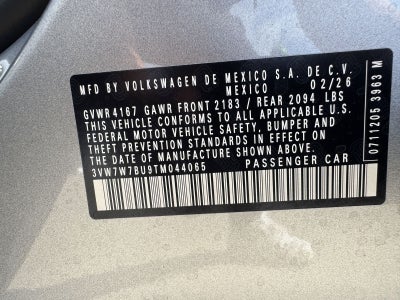 MFD BY VOLKSWAGEN DE MEXICO S.A. DE C.V.
MEXICO 02/26
GVWR 4167 GAWR FRONT 2183 / REAR 2094 LBS
THIS VEHICLE CONFORMS TO ALL APPLICABLE U.S.
FEDERAL MOTOR VEHICLE SAFETY, BUMPER AND
THEFT PREVENTION STANDARDS IN EFFECT ON
THE DATE OF MANUFACTURE SHOWN ABOVE.
3VW7W7BU9TM044065 PASSENGER CAR
0711205 3963 M